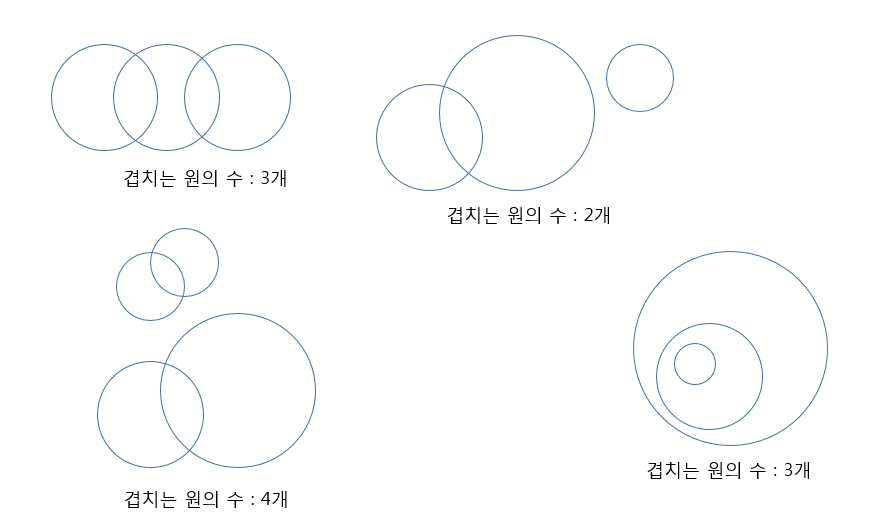 겹치는 원의 수 : 3개
겹치는 원의 수 : 2개
겹치는 원의 수 : 4개
겹치는 원의 수 : 3개